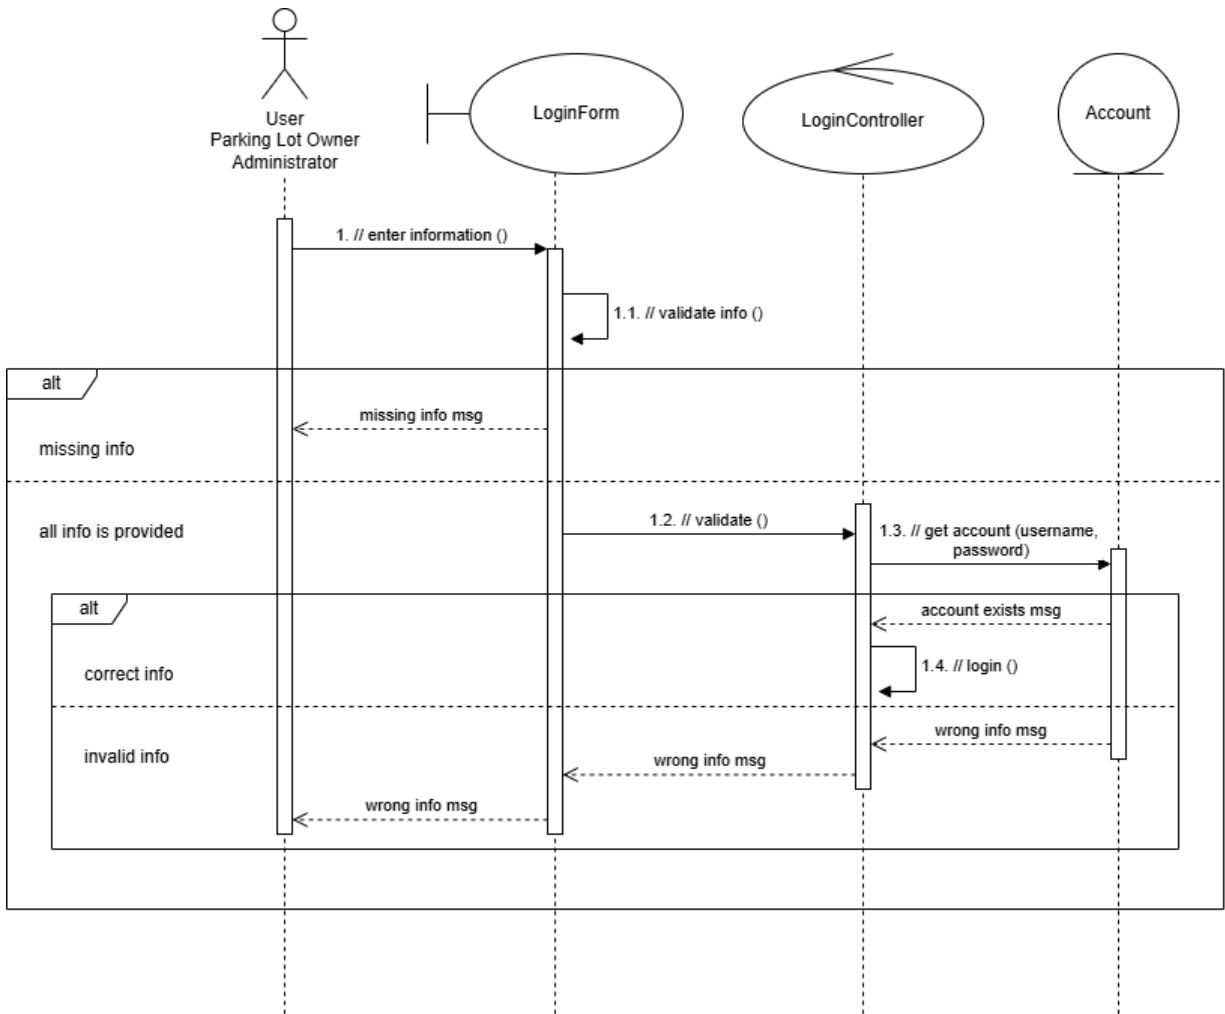 User
Parking Lot Owner
Administrator
LoginForm
LoginController
Account
1. // enter information ()
1.1. // validate info ()
alt
missing info msg
missing info
all info is provided
1.2. // validate ()
1.3. // get account (username,
password)
alt
account exists msg
correct info
1.4. // login ()
wrong info msg
invalid info
wrong info msg
wrong info msg